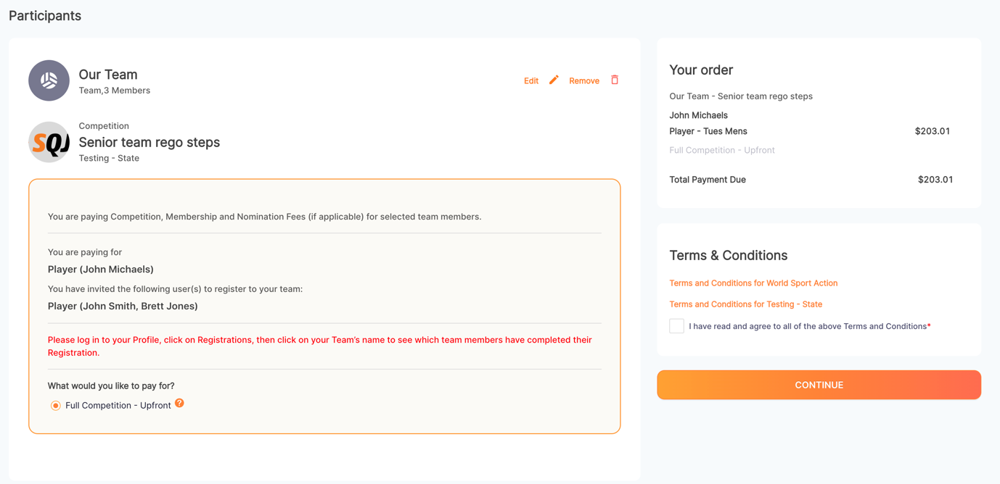 Participants
Our Team
Team,3 Members
Edit
Remove
SQJ
Competition
Senior team rego steps
Testing - State
You are paying Competition, Membership and Nomination Fees (if applicable) for selected team members.
You are paying for
Player (John Michaels)
You have invited the following user(s) to register to your team:
Player (John Smith, Brett Jones)
Please log in to your Profile, click on Registrations, then click on your Team’s name to see which team members have completed their
Registration.
What would you like to pay for?
Full Competition - Upfront ?
Your order
Our Team - Senior team rego steps
John Michaels
Player - Tues Mens $203.01
Full Competition - Upfront
Total Payment Due $203.01
Terms & Conditions
Terms and Conditions for World Sport Action
Terms and Conditions for Testing - State
I have read and agree to all of the above Terms and Conditions*
CONTINUE